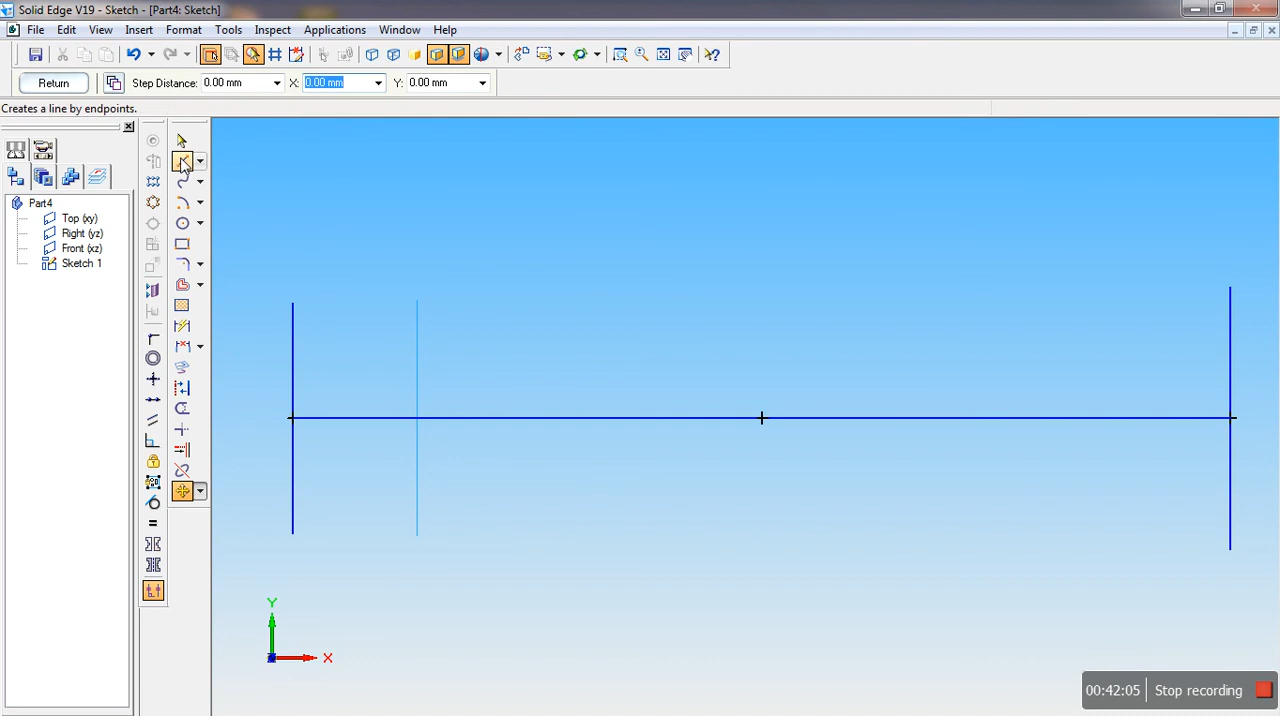 Solid Edge V19 - Sketch - [Part4: Sketch]
File Edit View Insert Format Tools Inspect Applications Window Help
Return Step Distance: 0.00 mm X: 0.00 mm Y: 0.00 mm
Creates a line by endpoints.
Part4
Top (xy)
Right (yz)
Front (xz)
Sketch 1
Y
X
00:42:05 Stop recording